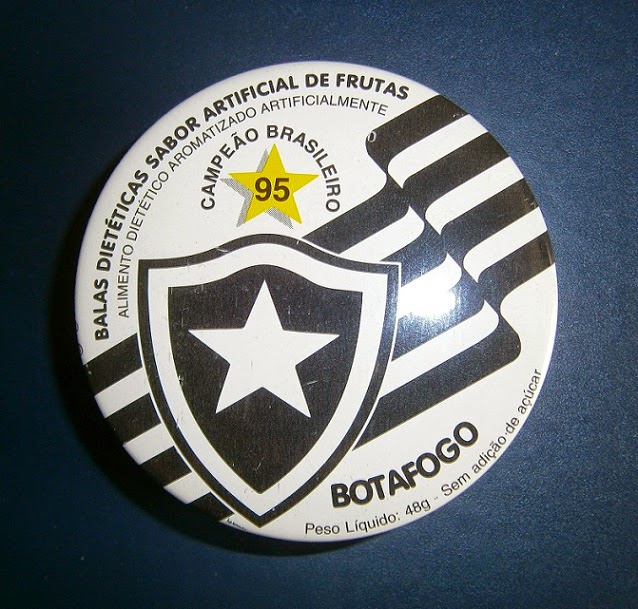 BALAS DIETÉTICAS SABOR ARTIFICIAL DE FRUTAS
ALIMENTO DIETÉTICO AROMATIZADO ARTIFICIALMENTE
CAMPEÃO BRASILEIRO
95
BOTAFOGO
Peso Líquido: 48g - Sem adição de açúcar